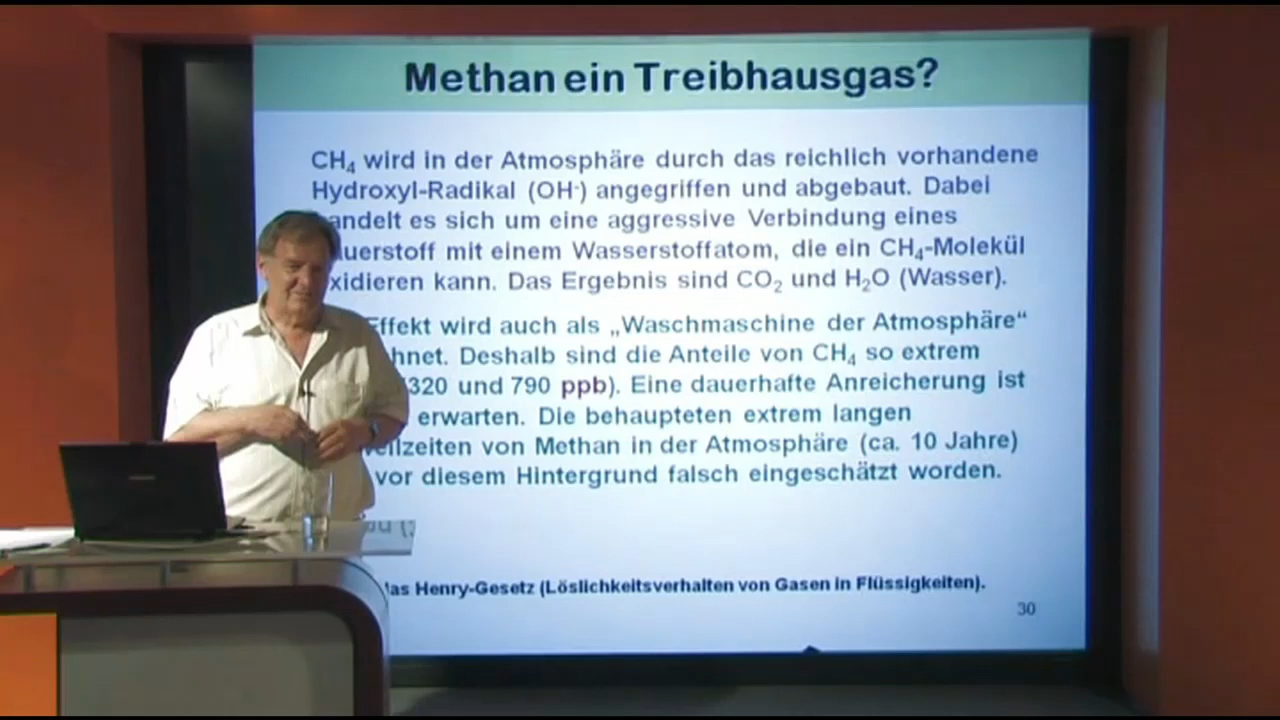 Methan ein Treibhausgas?
CH₄ wird in der Atmosphäre durch das reichlich vorhandene
Hydroxyl-Radikal (OH-) angegriffen und abgebaut. Dabei
andelt es sich um eine aggressive Verbindung eines
uerstoff mit einem Wasserstoffatom, die ein CH₄-Molekül
xidieren kann. Das Ergebnis sind CO₂ und H₂O (Wasser).
Effekt wird auch als „Waschmaschine der Atmosphäre“
hnet. Deshalb sind die Anteile von CH₄ so extrem
320 und 790 ppb). Eine dauerhafte Anreicherung ist
erwarten. Die behaupteten extrem langen
eilzeiten von Methan in der Atmosphäre (ca. 10 Jahre)
vor diesem Hintergrund falsch eingeschätzt worden.
as Henry-Gesetz (Löslichkeitsverhalten von Gasen in Flüssigkeiten).
30